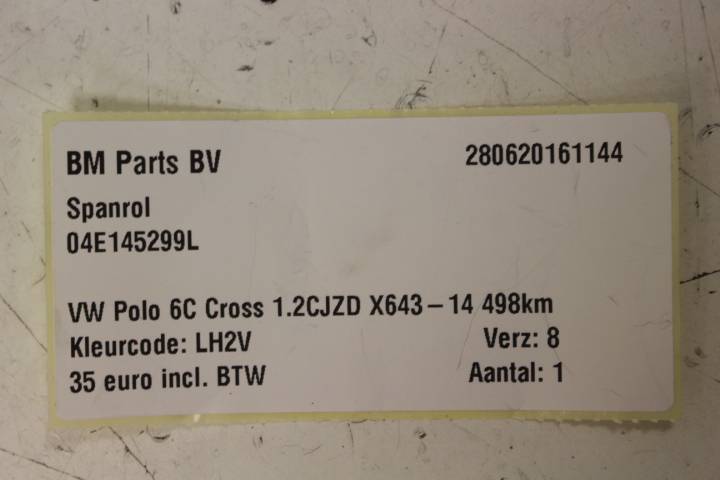 BM Parts BV 280620161144
Spanrol
04E145299L
VW Polo 6C Cross 1.2CJZD X643-14 498km
Kleurcode: LH2V Verz: 8
35 euro incl. BTW Aantal: 1